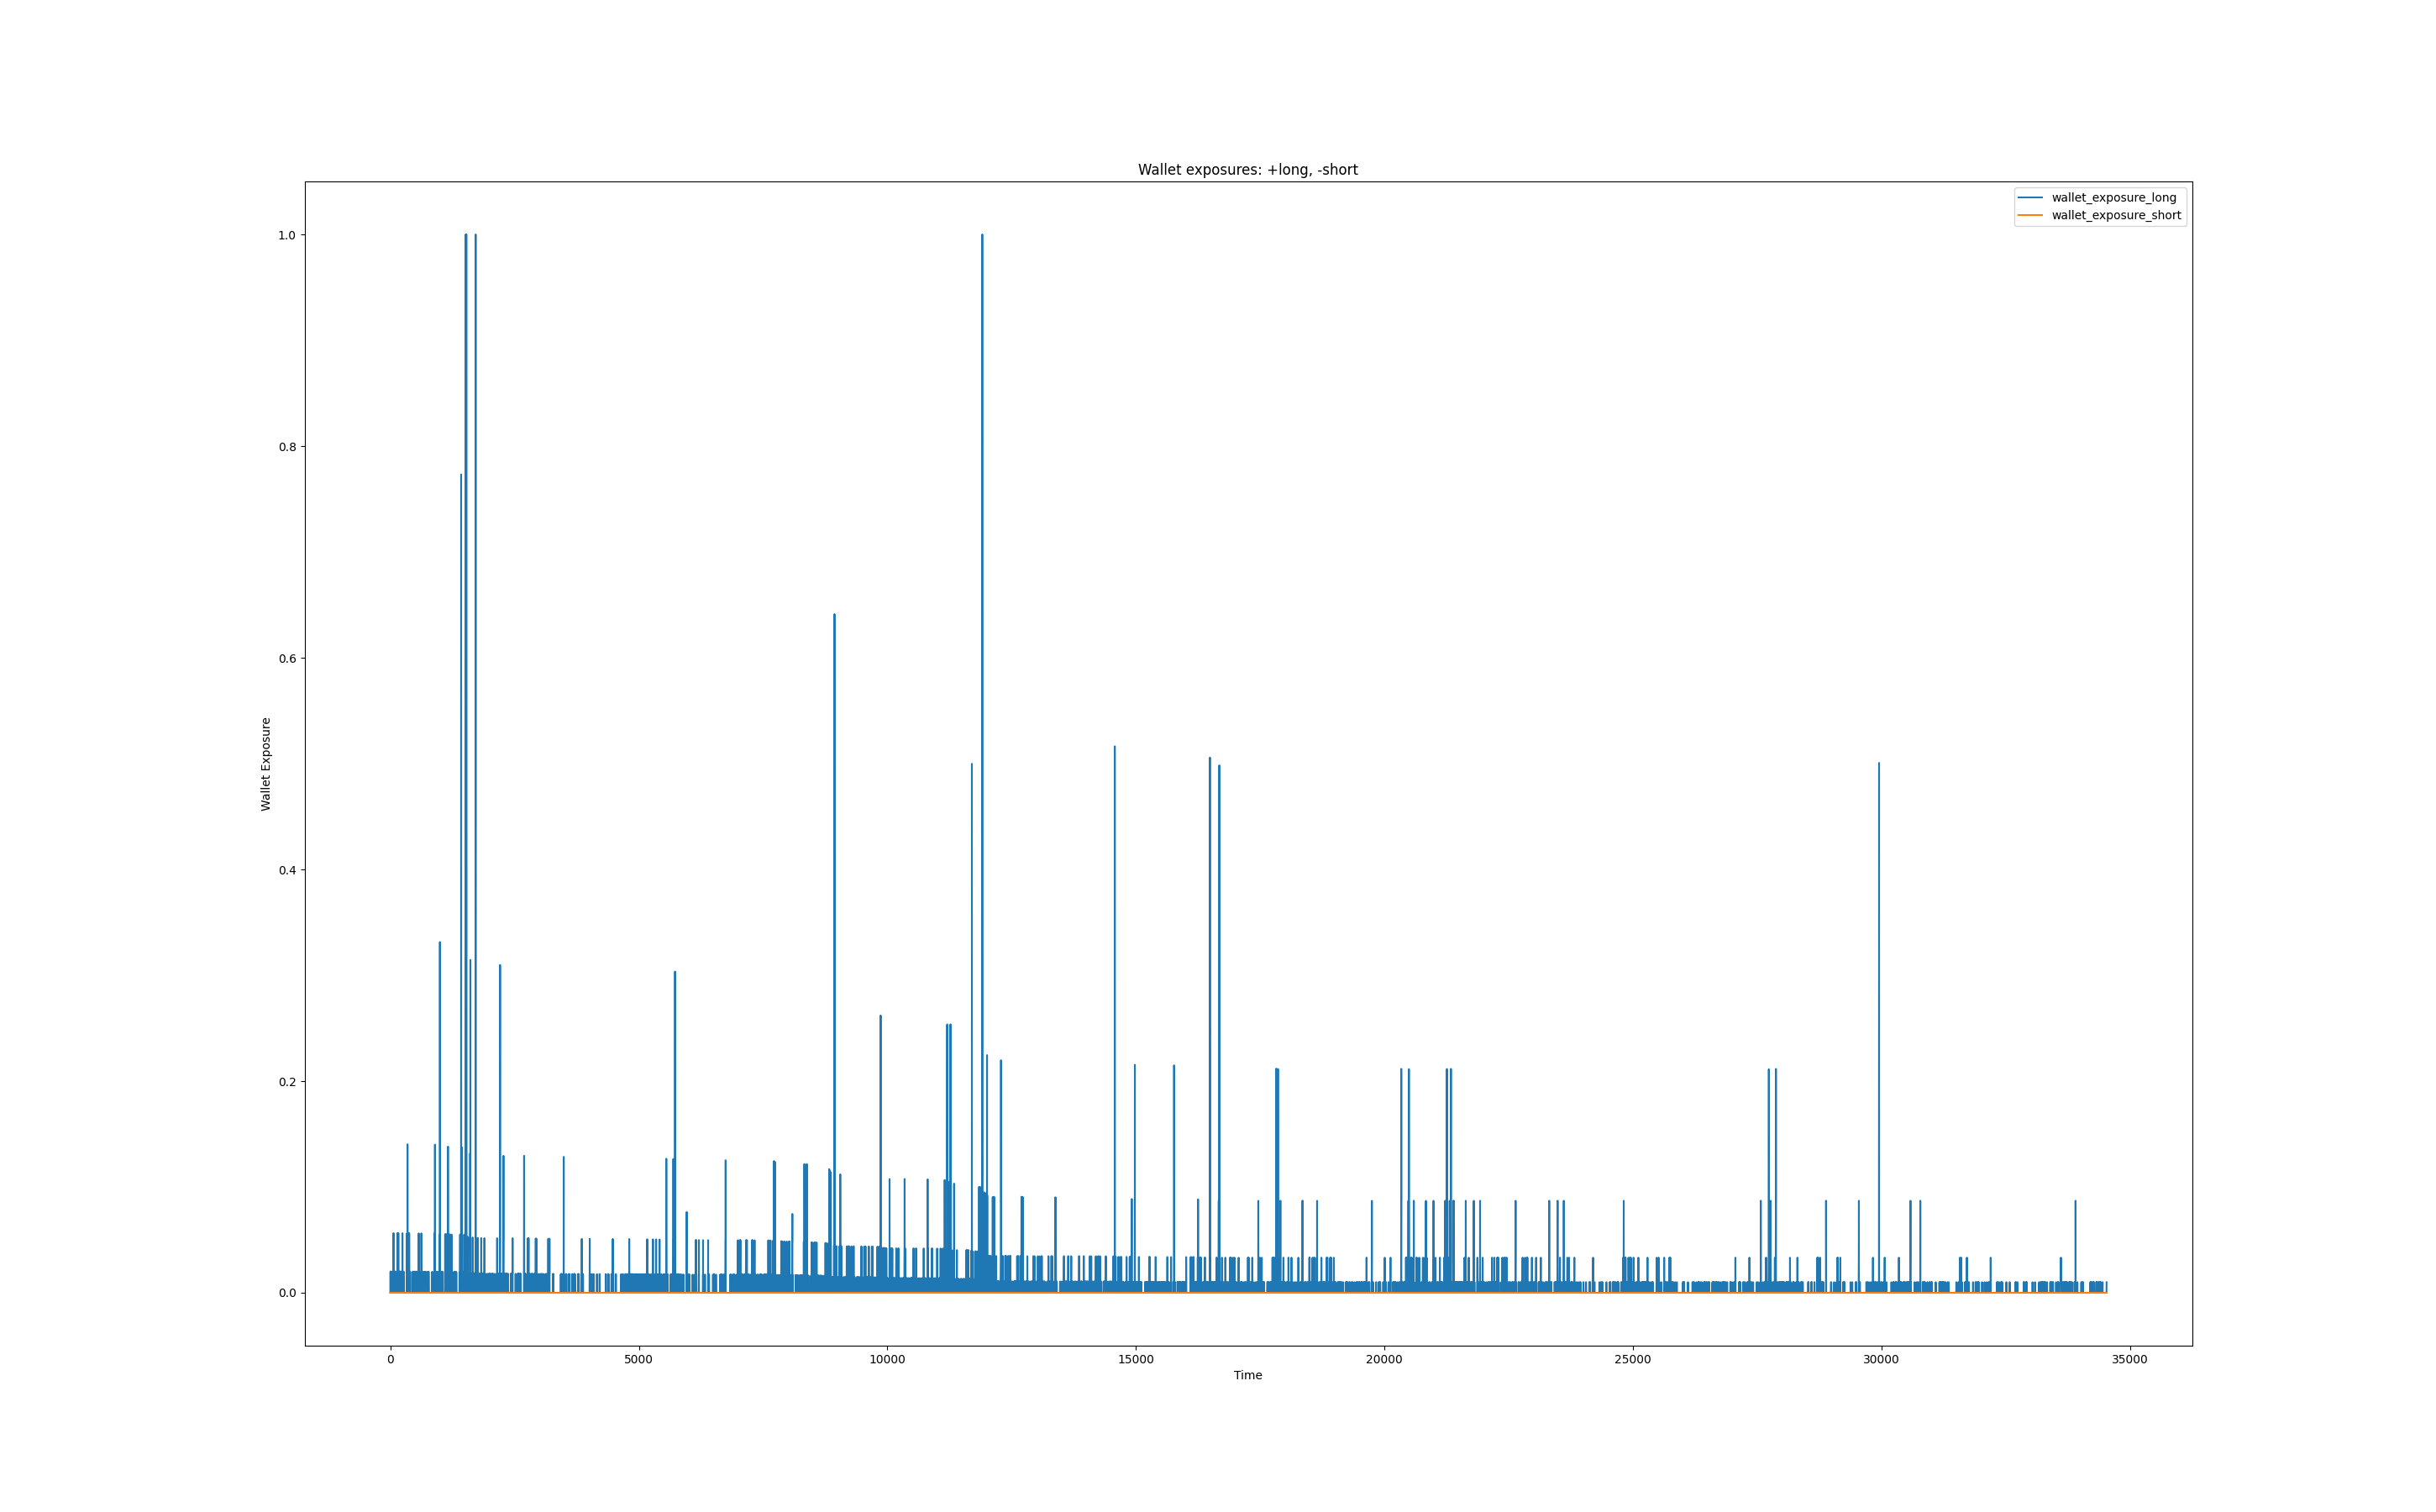 Wallet exposures: +long, -short
wallet_exposure_long
wallet_exposure_short
1.0
0.8
0.6
0.4
0.2
0.0
Wallet Exposure
0 5000 10000 15000 20000 25000 30000 35000
Time